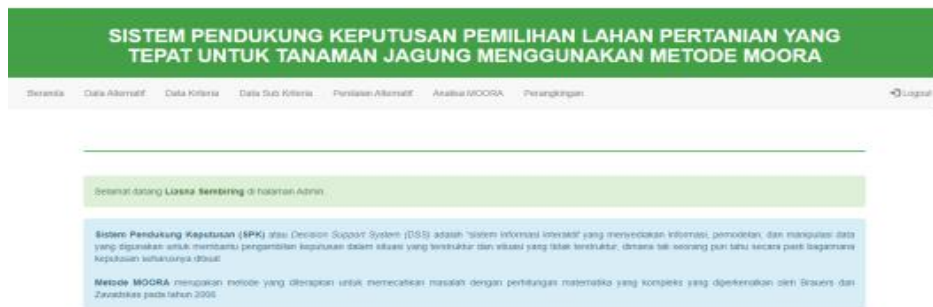 SISTEM PENDUKUNG KEPUTUSAN PEMILIHAN LAHAN PERTANIAN YANG
TEPAT UNTUK TANAMAN JAGUNG MENGGUNAKAN METODE MOORA
Beranda Data Alternatif Data Kriteria Data Sub Kriteria Penilaian Alternatif Analisa MOORA Perangkingan Logout
Selamat datang Liasna Sembiring di halaman Admin
Sistem Pendukung Keputusan (SPK) atau Decision Support System (DSS) adalah "sistem informasi interaktif yang menyediakan informasi, pemodelan, dan manipulasi data
yang digunakan untuk membantu pengambilan keputusan dalam situasi yang terstruktur dan situasi yang tidak terstruktur, dimana tak seorang pun tahu secara pasti bagaimana
keputusan seharusnya dibuat
Metode MOORA merupakan metode yang diterapkan untuk memecahkan masalah dengan perhitungan matematika yang kompleks yang diperkenalkan oleh Brauers dan
Zavadskas pada tahun 2006